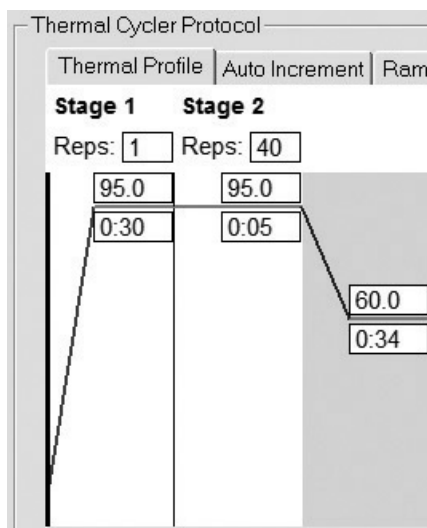 Thermal Cycler Protocol
Thermal Profile Auto Increment Ram
Stage 1 Stage 2
Reps: 1 Reps: 40
95.0 95.0
0:30 0:05
60.0
0:34